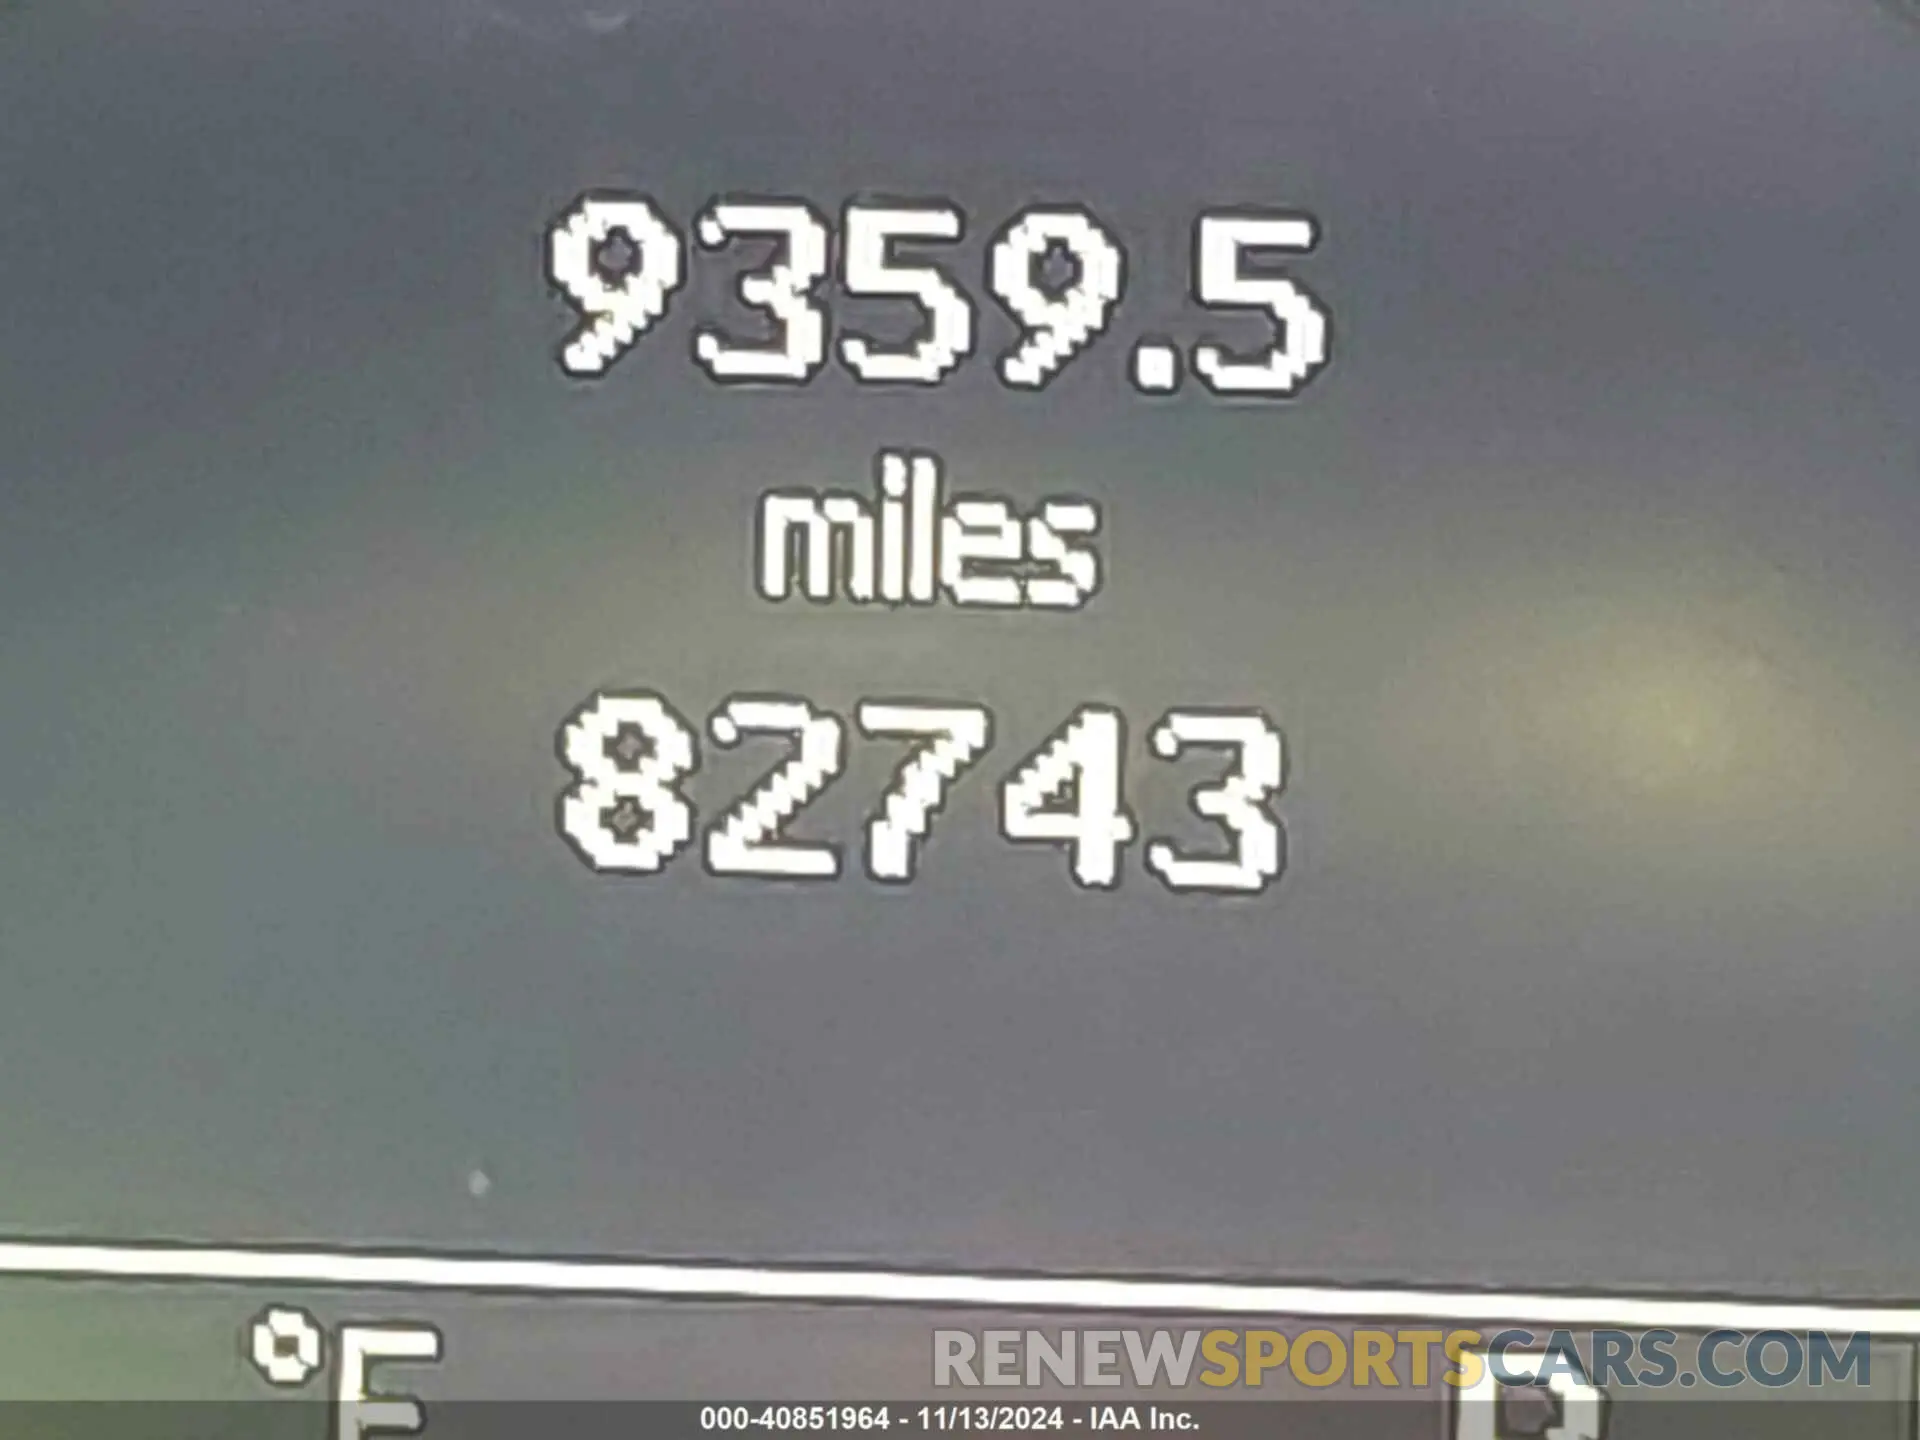 9359.5
miles
82743
°F
RENEWSPORTSCARS.COM
000-40851964 - 11/13/2024 - IAA Inc.